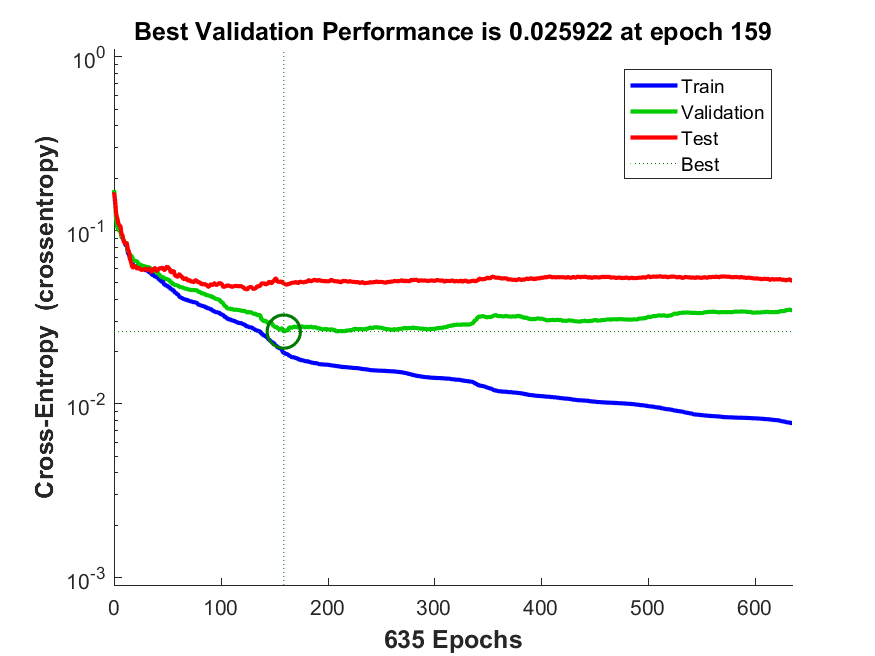 Best Validation Performance is 0.025922 at epoch 159
Cross-Entropy (crossentropy)
10^0
10^-1
10^-2
10^-3
Train
Validation
Test
Best
0 100 200 300 400 500 600
635 Epochs